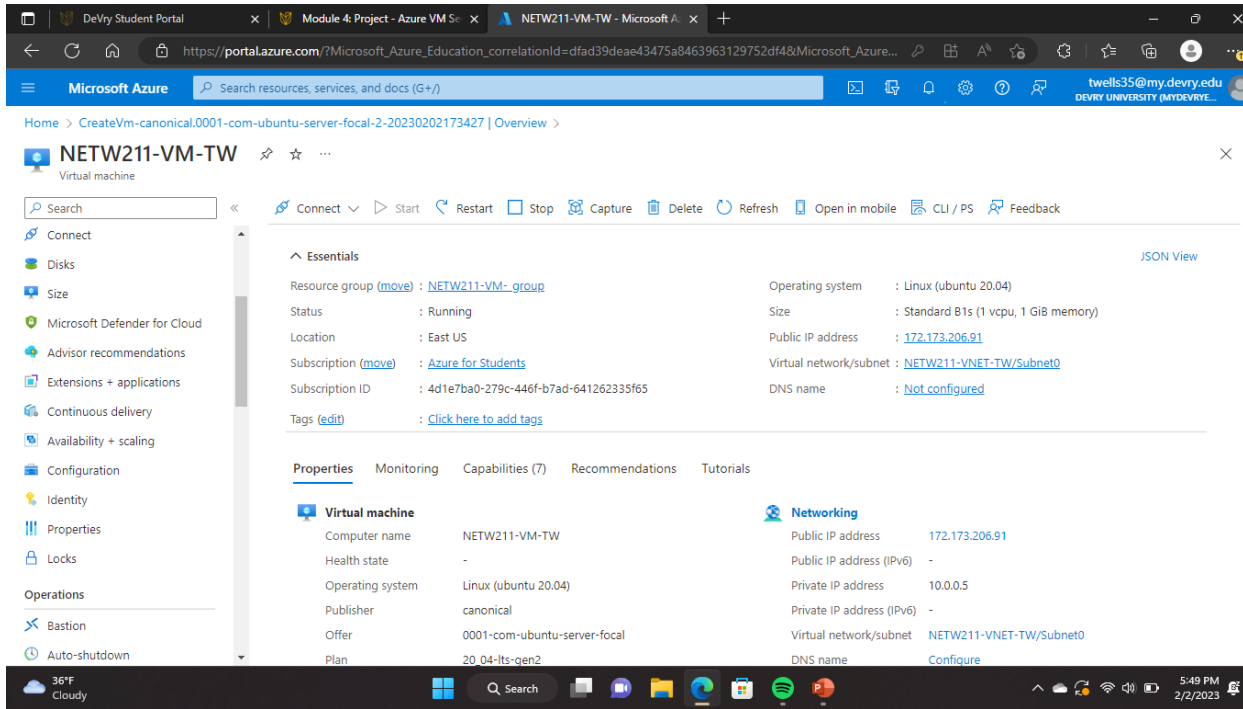 DeVry Student Portal
Module 4: Project - Azure VM Se
NETW211-VM-TW - Microsoft A
https://portal.azure.com/?Microsoft_Azure_Education_correlationId=dfad39deae43475a8463963129752df4&Microsoft_Azure...
Microsoft Azure
Search resources, services, and docs (G+/)
twells35@my.devry.edu
DEVRY UNIVERSITY (MYDEVRYE...
Home > CreateVm-canonical.0001-com-ubuntu-server-focal-2-20230202173427 | Overview >
NETW211-VM-TW
Virtual machine
Search
Connect Start Restart Stop Capture Delete Refresh Open in mobile CLI / PS Feedback
Connect
Disks
Size
Microsoft Defender for Cloud
Advisor recommendations
Extensions + applications
Continuous delivery
Availability + scaling
Configuration
Identity
Properties
Locks
Operations
Bastion
Auto-shutdown
Essentials
JSON View
Resource group (move) : NETW211-VM-_group
Status : Running
Location : East US
Subscription (move) : Azure for Students
Subscription ID : 4d1e7ba0-279c-446f-b7ad-641262335f65
Tags (edit) : Click here to add tags
Operating system : Linux (ubuntu 20.04)
Size : Standard B1s (1 vcpu, 1 GiB memory)
Public IP address : 172.173.206.91
Virtual network/subnet : NETW211-VNET-TW/Subnet0
DNS name : Not configured
Properties Monitoring Capabilities (7) Recommendations Tutorials
Virtual machine
Computer name NETW211-VM-TW
Health state -
Operating system Linux (ubuntu 20.04)
Publisher canonical
Offer 0001-com-ubuntu-server-focal
Plan 20_04-lts-gen2
Networking
Public IP address 172.173.206.91
Public IP address (IPv6) -
Private IP address 10.0.0.5
Private IP address (IPv6) -
Virtual network/subnet NETW211-VNET-TW/Subnet0
DNS name Configure
36°F
Cloudy
Search
5:49 PM
2/2/2023